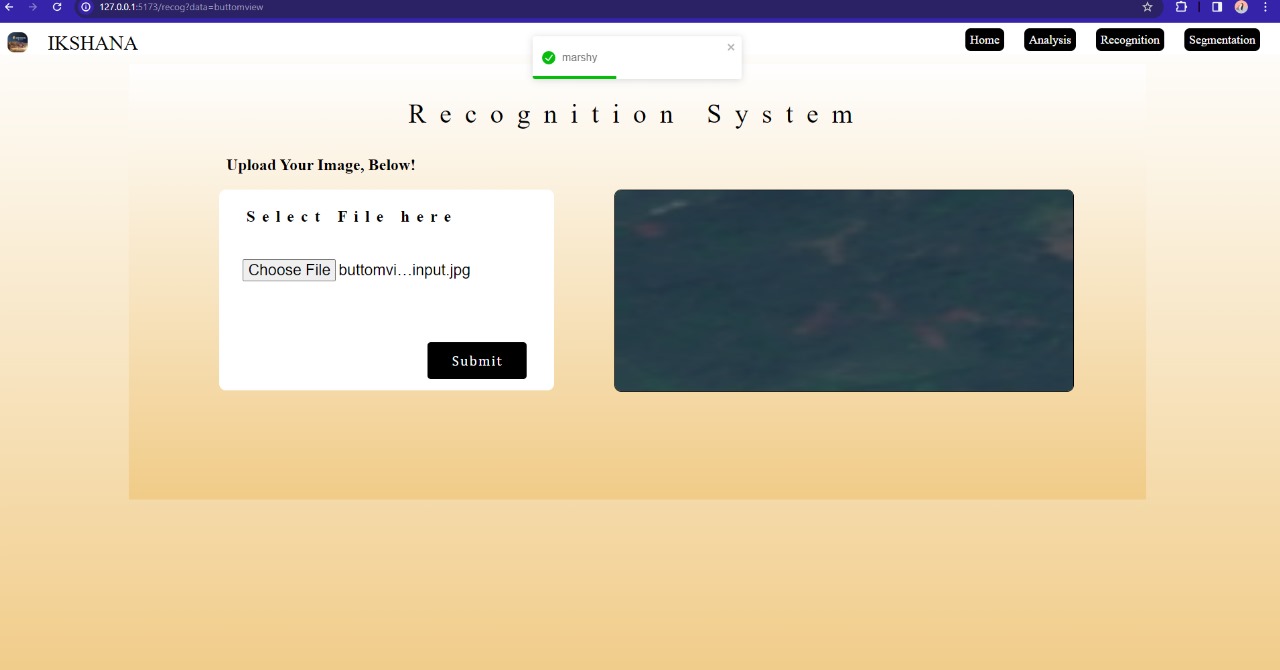 127.0.0.1:5173/recog?data=buttomview
IKSHANA
Home Analysis Recognition Segmentation
marshy
Recognition System
Upload Your Image, Below!
Select File here
Choose File buttomvi...input.jpg
Submit